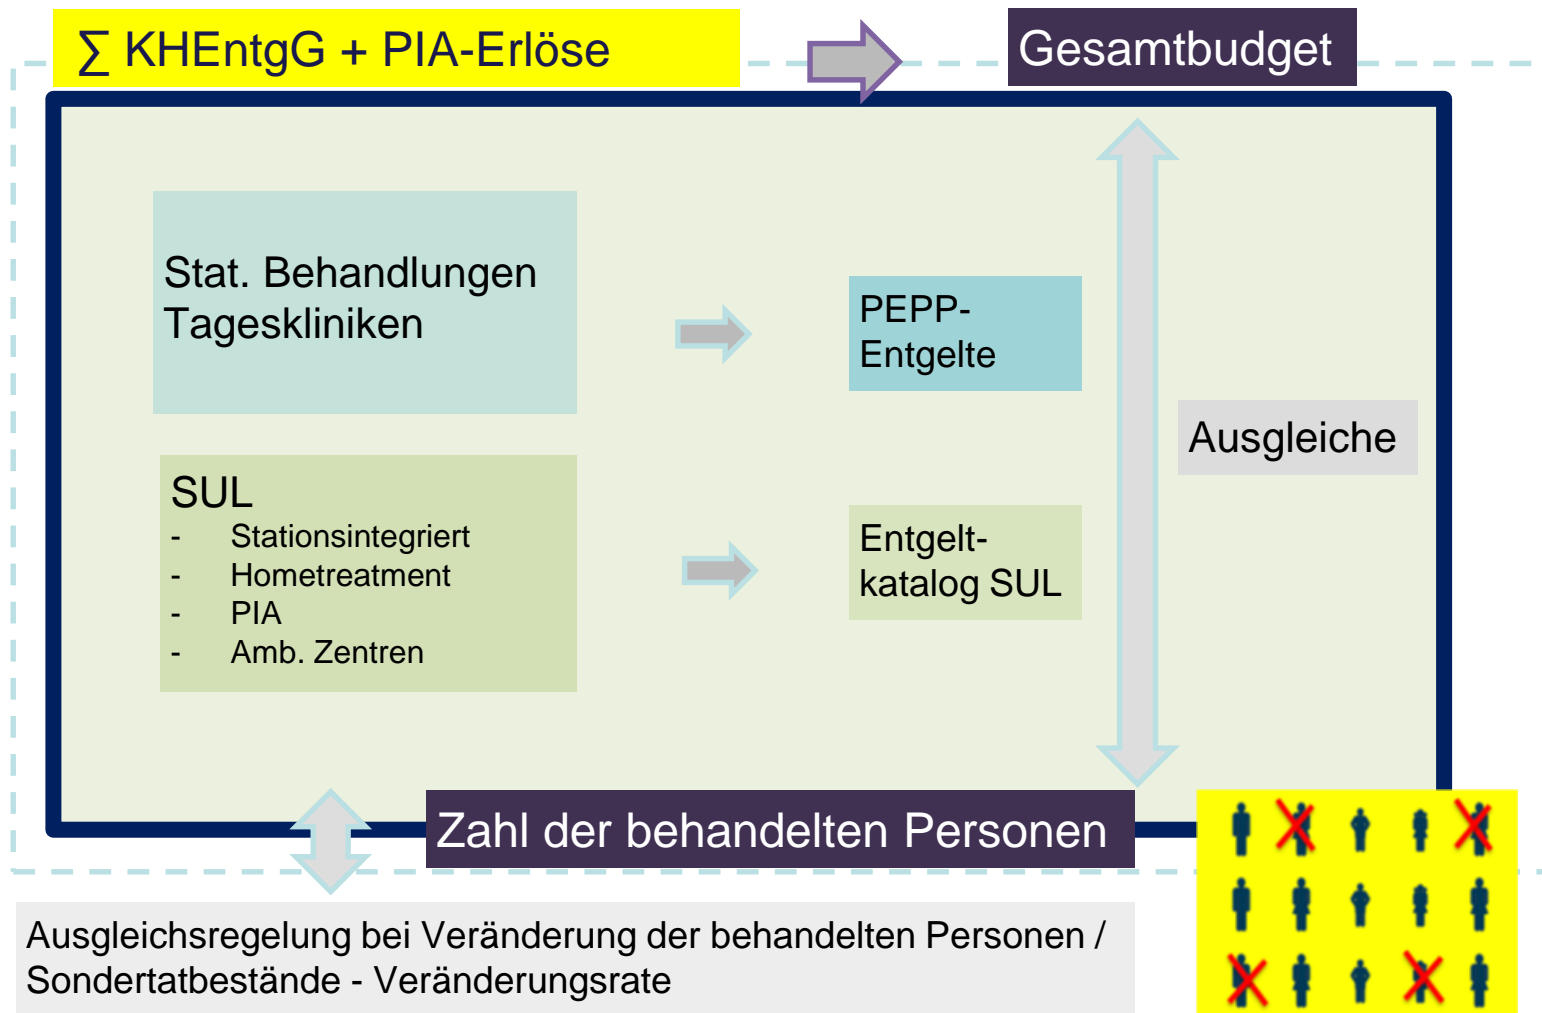 ∑ KHEntgG + PIA-Erlöse
Gesamtbudget
Stat. Behandlungen
Tageskliniken
PEPP-
Entgelte
Ausgleiche
SUL
- Stationsintegriert
- Hometreatment
- PIA
- Amb. Zentren
Entgelt-
katalog SUL
Zahl der behandelten Personen
Ausgleichsregelung bei Veränderung der behandelten Personen /
Sondertatbestände - Veränderungsrate